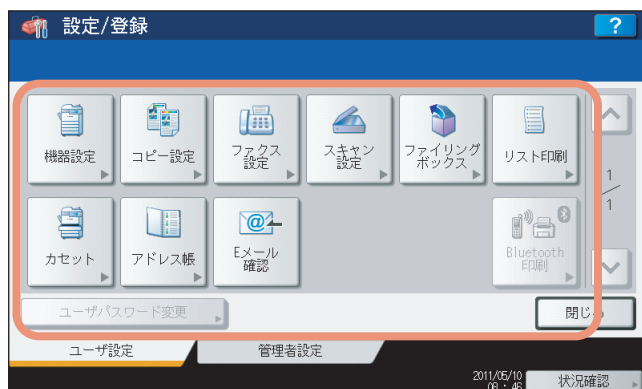 設定/登録
?
機器設定
コピー設定
ファクス
設定
スキャン
設定
ファイリング
ボックス
リスト印刷
1
1
カセット
アドレス帳
@
Eメール
確認
Bluetooth
印刷
ユーザパスワード変更
閉じる
ユーザ設定
管理者設定
2011/05/10
08:46
状況確認